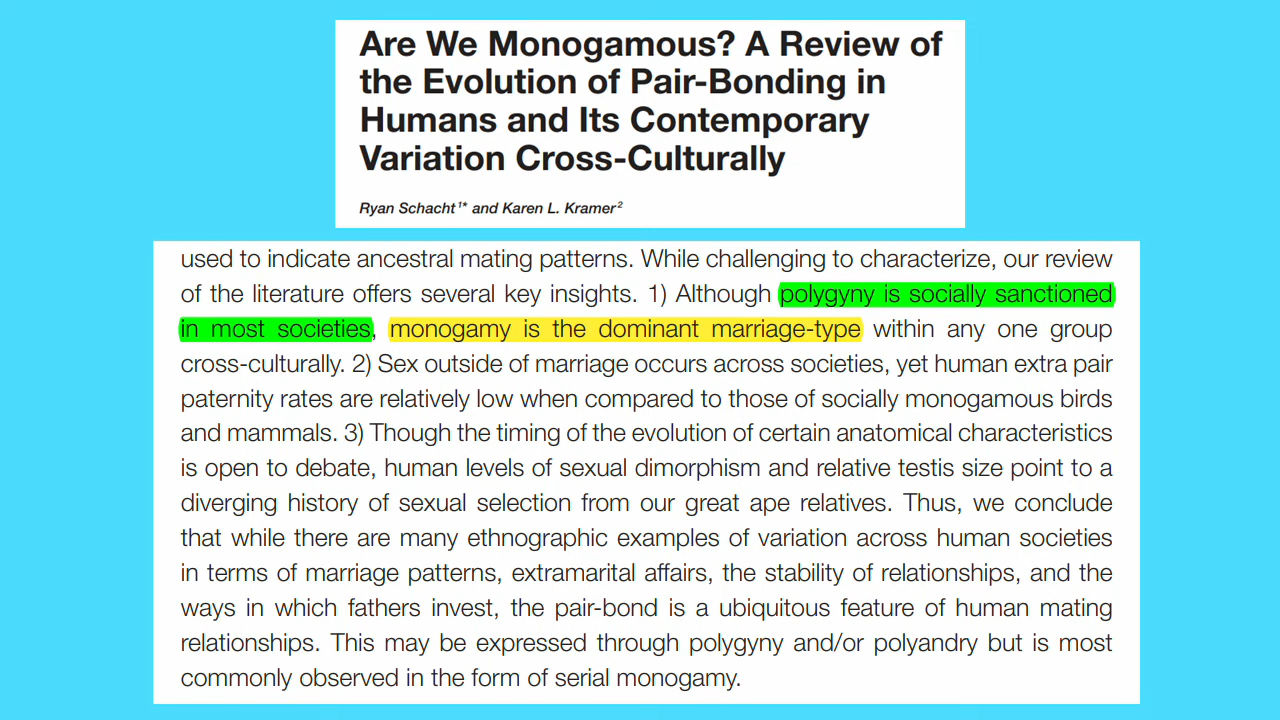 Are We Monogamous? A Review of
the Evolution of Pair-Bonding in
Humans and Its Contemporary
Variation Cross-Culturally
Ryan Schacht 1* and Karen L. Kramer 2
used to indicate ancestral mating patterns. While challenging to characterize, our review
of the literature offers several key insights. 1) Although polygyny is socially sanctioned
in most societies, monogamy is the dominant marriage-type within any one group
cross-culturally. 2) Sex outside of marriage occurs across societies, yet human extra pair
paternity rates are relatively low when compared to those of socially monogamous birds
and mammals. 3) Though the timing of the evolution of certain anatomical characteristics
is open to debate, human levels of sexual dimorphism and relative testis size point to a
diverging history of sexual selection from our great ape relatives. Thus, we conclude
that while there are many ethnographic examples of variation across human societies
in terms of marriage patterns, extramarital affairs, the stability of relationships, and the
ways in which fathers invest, the pair-bond is a ubiquitous feature of human mating
relationships. This may be expressed through polygyny and/or polyandry but is most
commonly observed in the form of serial monogamy.